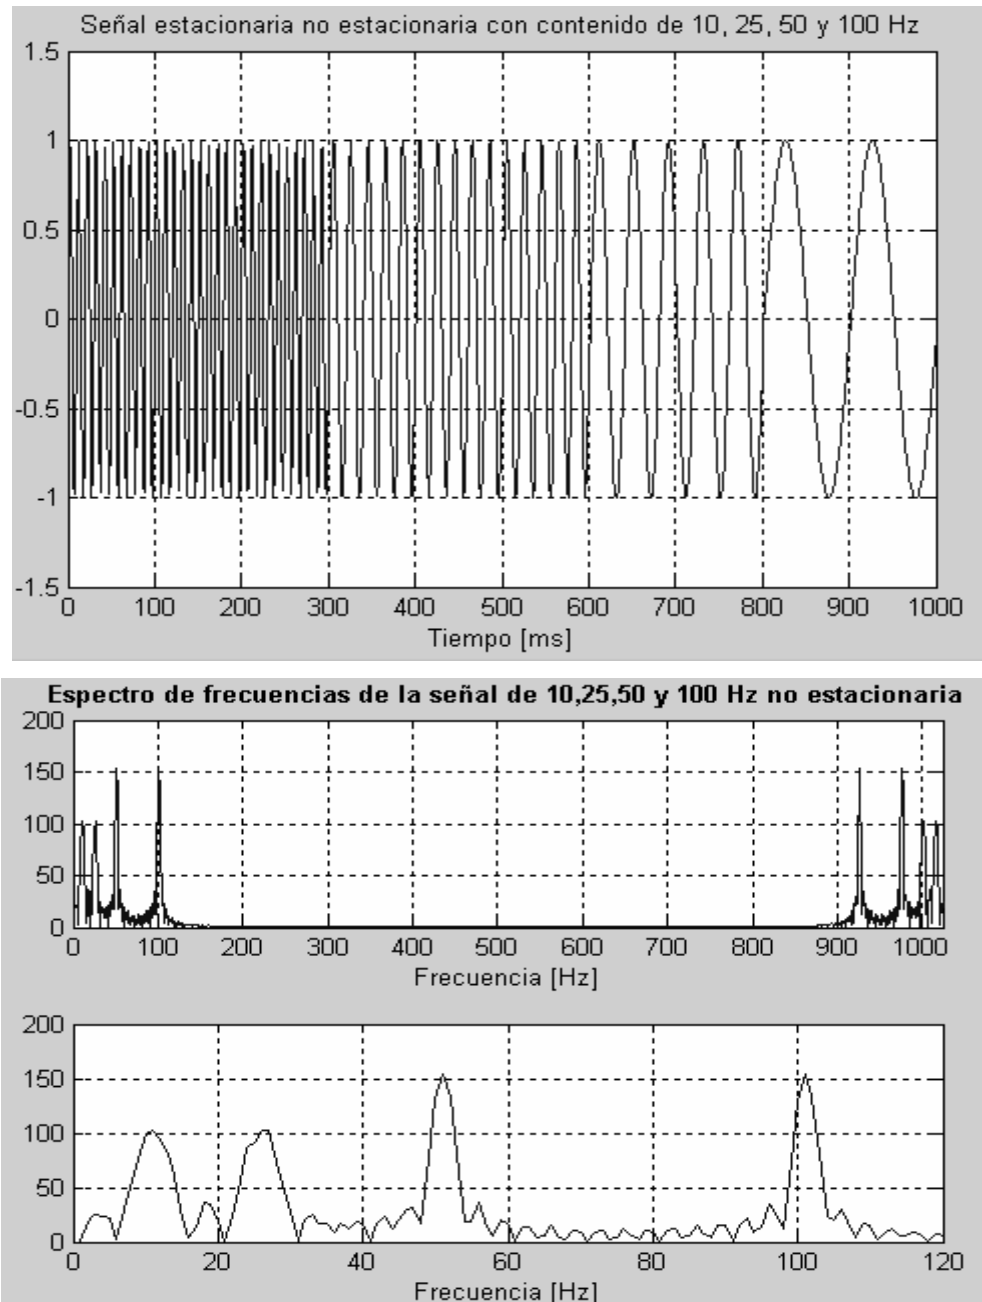 Señal estacionaria no estacionaria con contenido de 10, 25, 50 y 100 Hz
1.5
1
0.5
0
-0.5
-1
-1.5
0 100 200 300 400 500 600 700 800 900 1000
Tiempo [ms]
Espectro de frecuencias de la señal de 10,25,50 y 100 Hz no estacionaria
200
150
100
50
0
0 100 200 300 400 500 600 700 800 900 1000
Frecuencia [Hz]
200
150
100
50
0
0 20 40 60 80 100 120
Frecuencia [Hz]